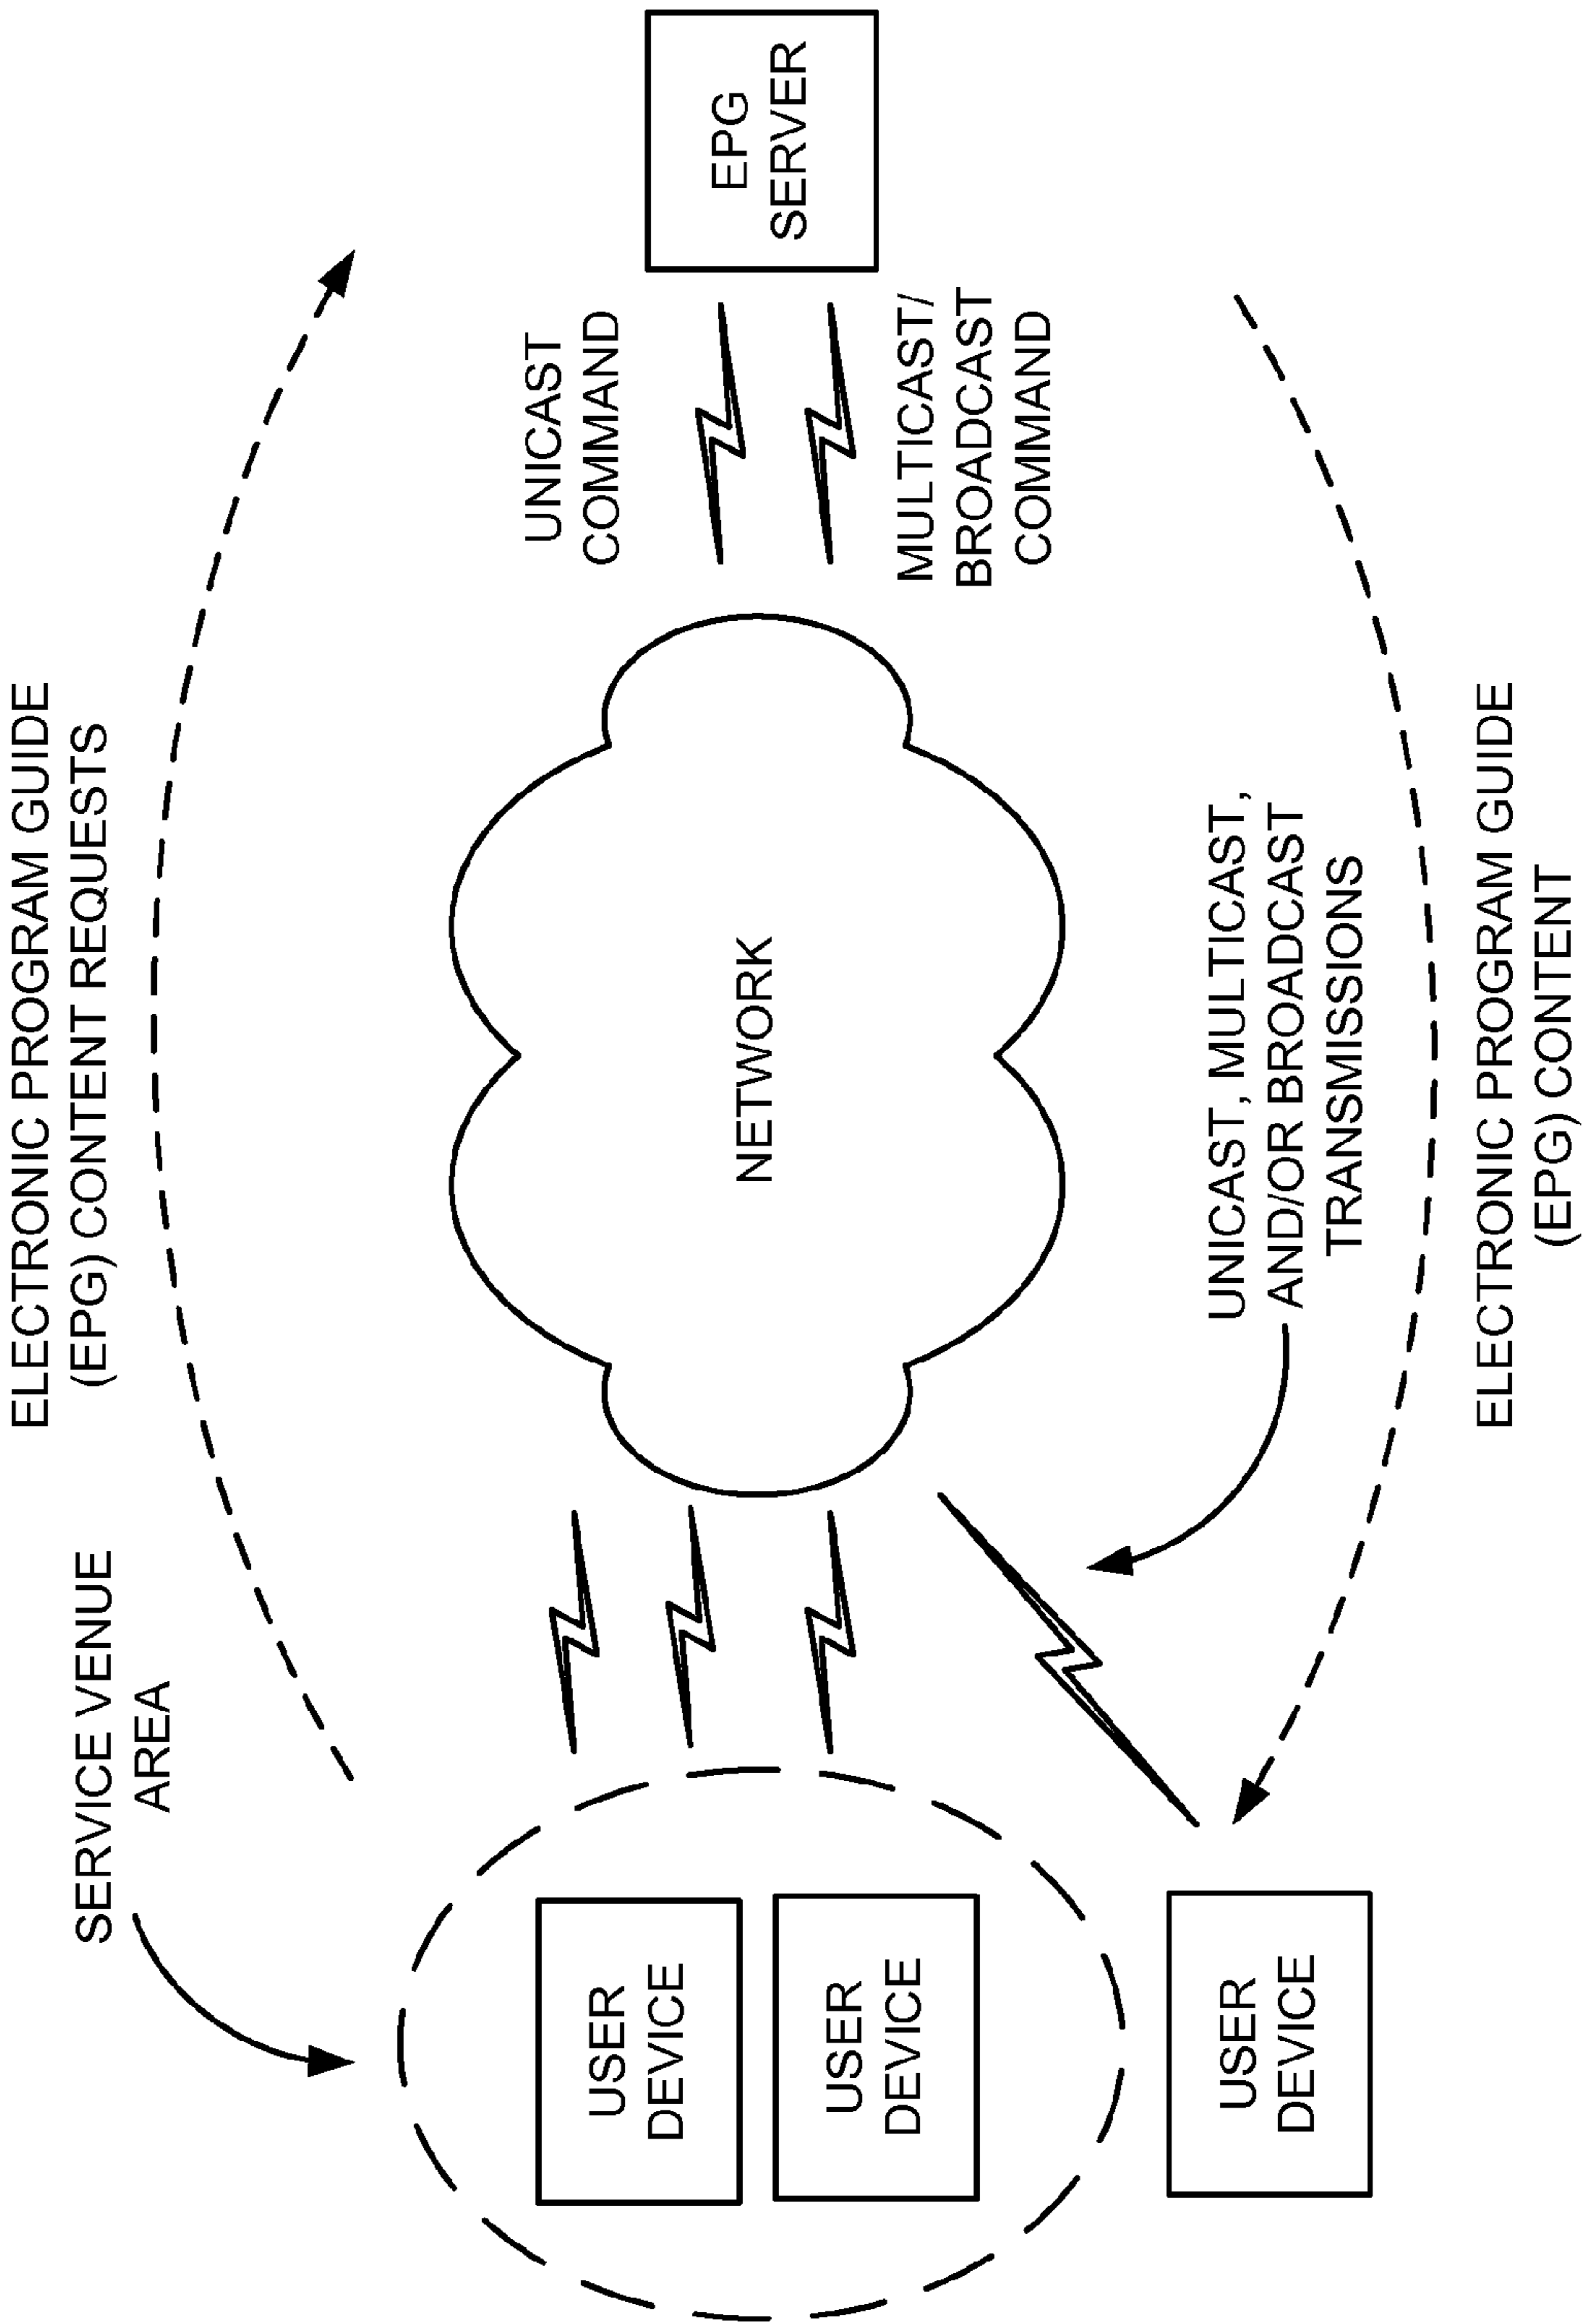 ELECTRONIC PROGRAM GUIDE
(EPG) CONTENT REQUESTS
SERVICE VENUE
AREA
UNICAST
COMMAND
USER
DEVICE
USER
DEVICE
NETWORK
EPG
SERVER
MULTICAST/
BROADCAST
COMMAND
UNICAST, MULTICAST,
AND/OR BROADCAST
TRANSMISSIONS
USER
DEVICE
ELECTRONIC PROGRAM GUIDE
(EPG) CONTENT